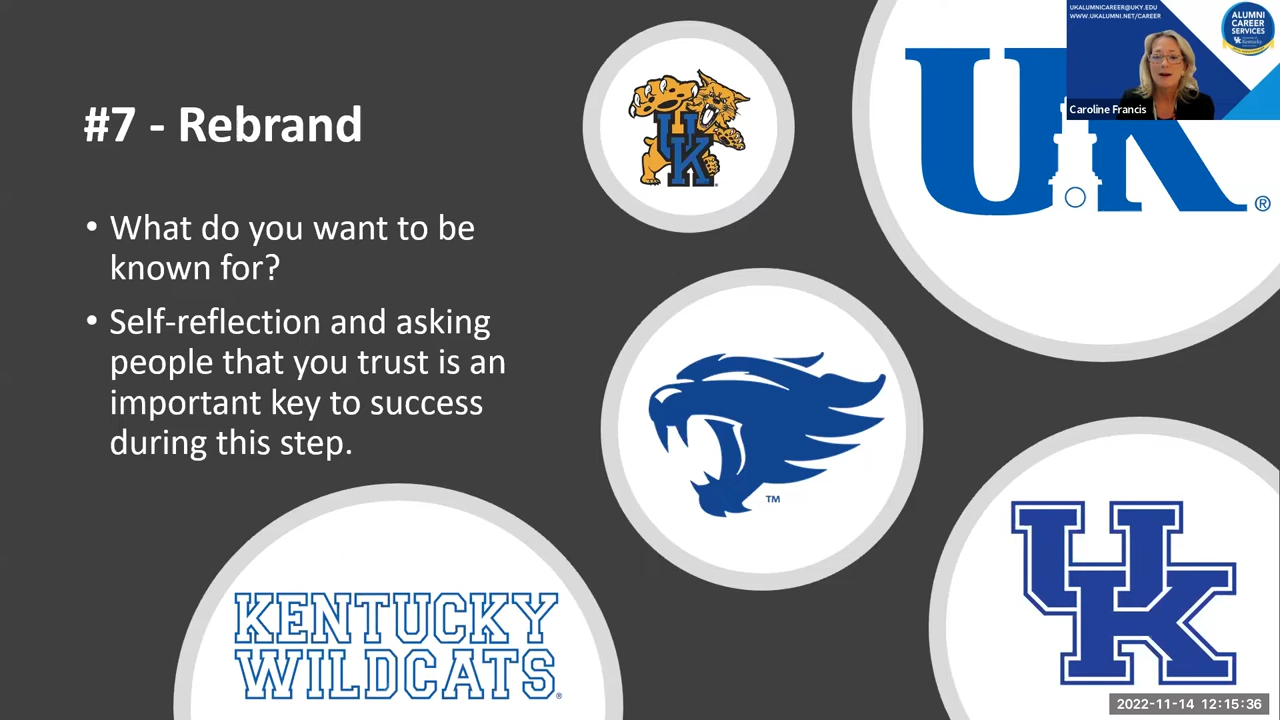 #7 - Rebrand
• What do you want to be
known for?
• Self-reflection and asking
people that you trust is an
important key to success
during this step.
UK
UK
®
UKALUMNICAREER@UKY.EDU
WWW.UKALUMNI.NET/CAREER
ALUMNI
CAREER
SERVICES
Caroline Francis
TM
KENTUCKY
WILDCATS®
UK
2022-11-14 12:15:36